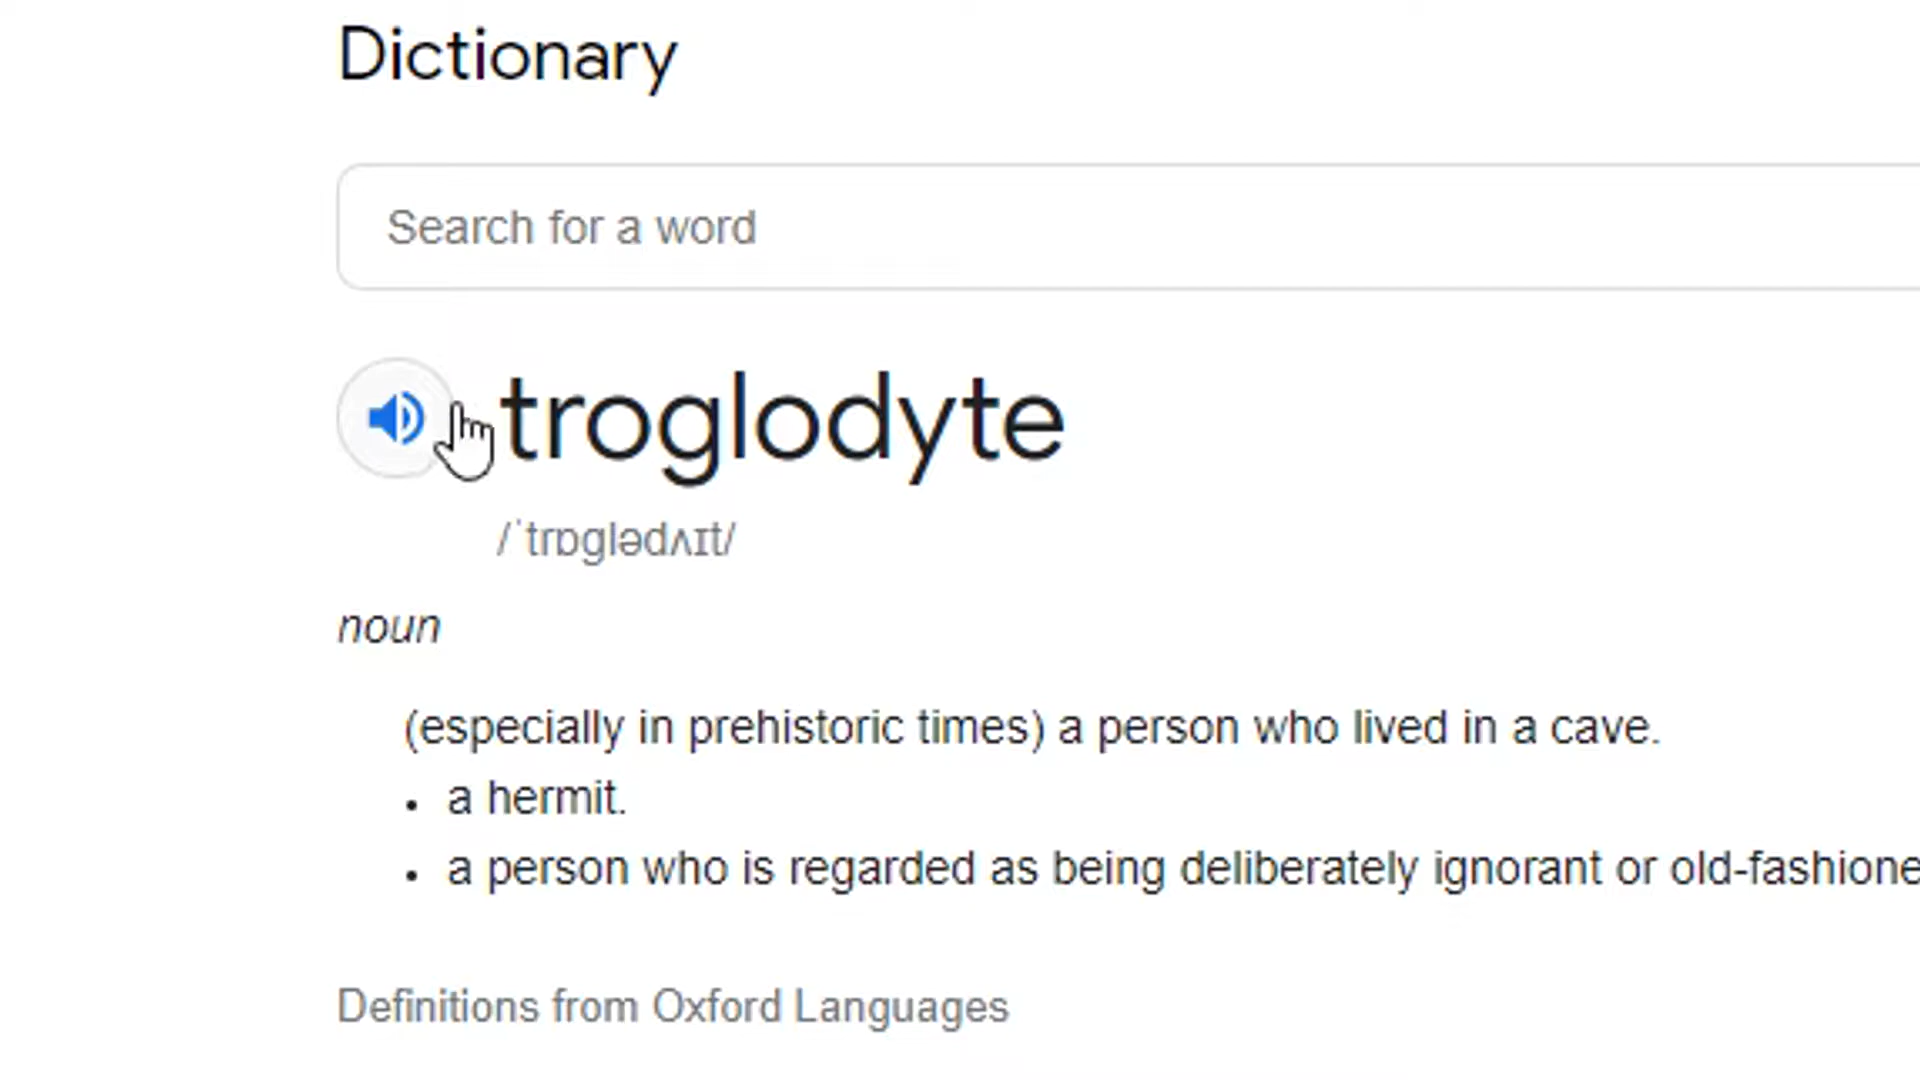 Dictionary
Search for a word
troglodyte
/ˈtrɒɡlədʌɪt/
noun
(especially in prehistoric times) a person who lived in a cave.
• a hermit.
• a person who is regarded as being deliberately ignorant or old-fashione
Definitions from Oxford Languages